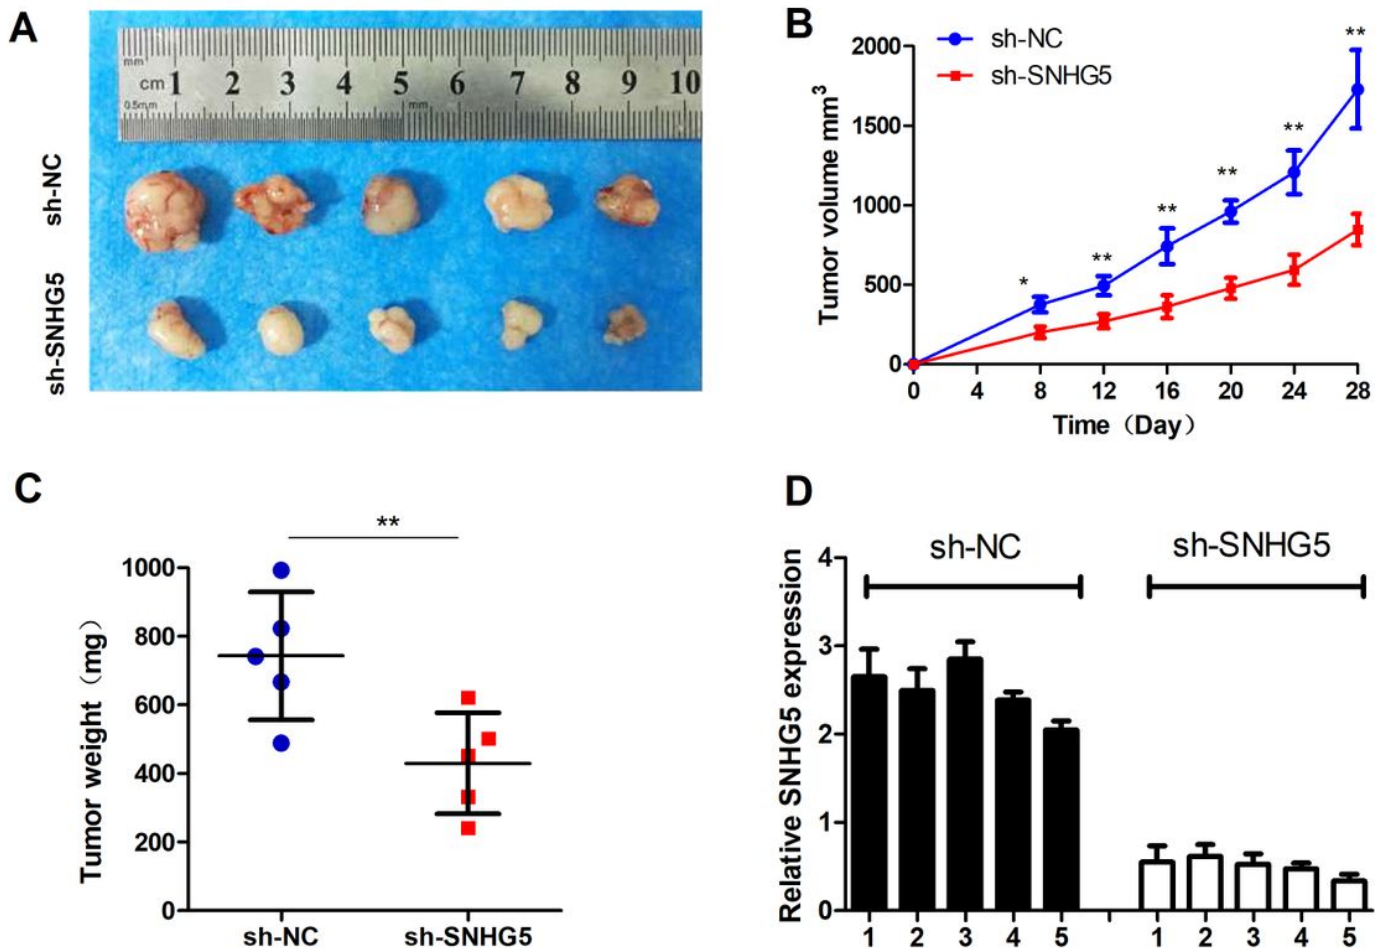 A
mm
cm 1 2 3 4 5 6 7 8 9 10
0.5mm
mm
sh-NC
sh-SNHG5
B
sh-NC
sh-SNHG5
Tumor volume mm³
2000
1500
1000
500
0
* ** ** ** ** **
0 4 8 12 16 20 24 28
Time（Day）
C
**
Tumor weight（mg）
1000
800
600
400
200
0
sh-NC sh-SNHG5
D
sh-NC sh-SNHG5
Relative SNHG5 expression
4
3
2
1
0
1 2 3 4 5 1 2 3 4 5